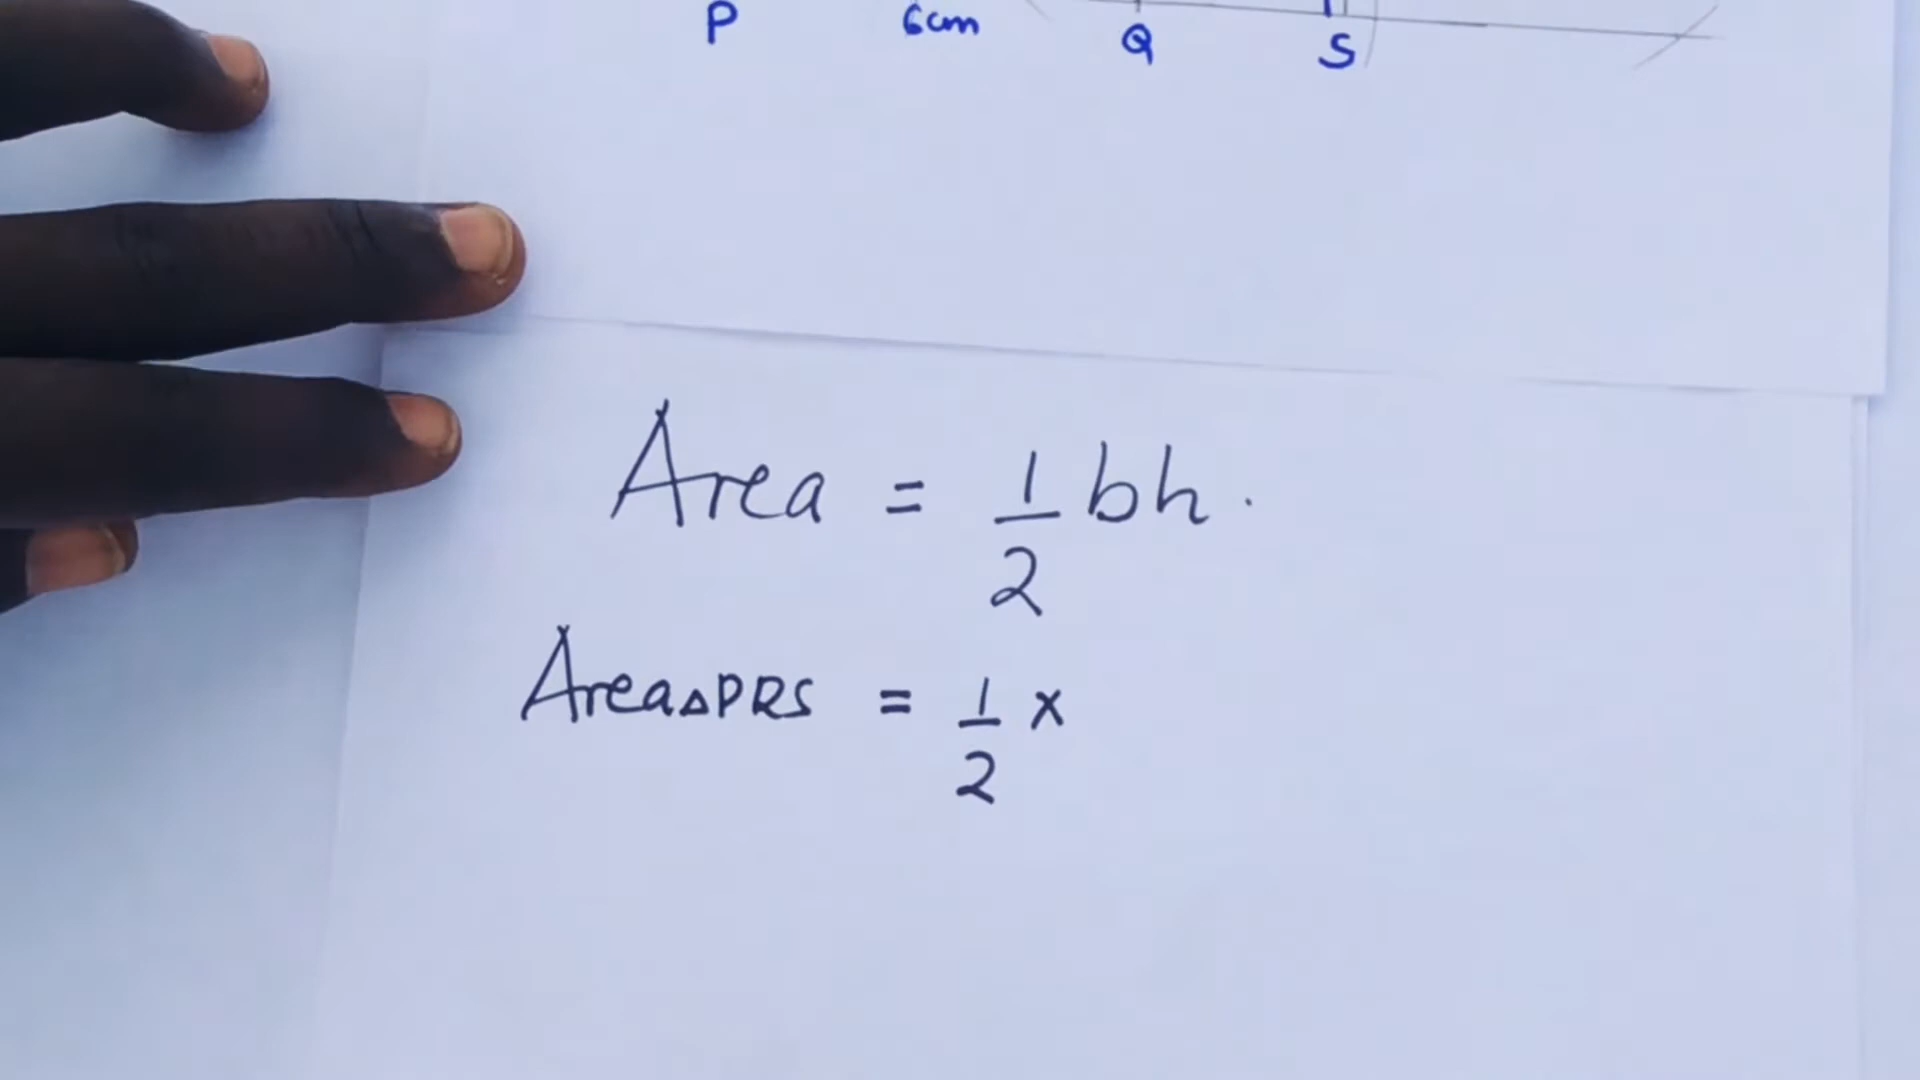 P 6cm Q S
Area = 1/2 bh.
Area△PRS = 1/2 ×